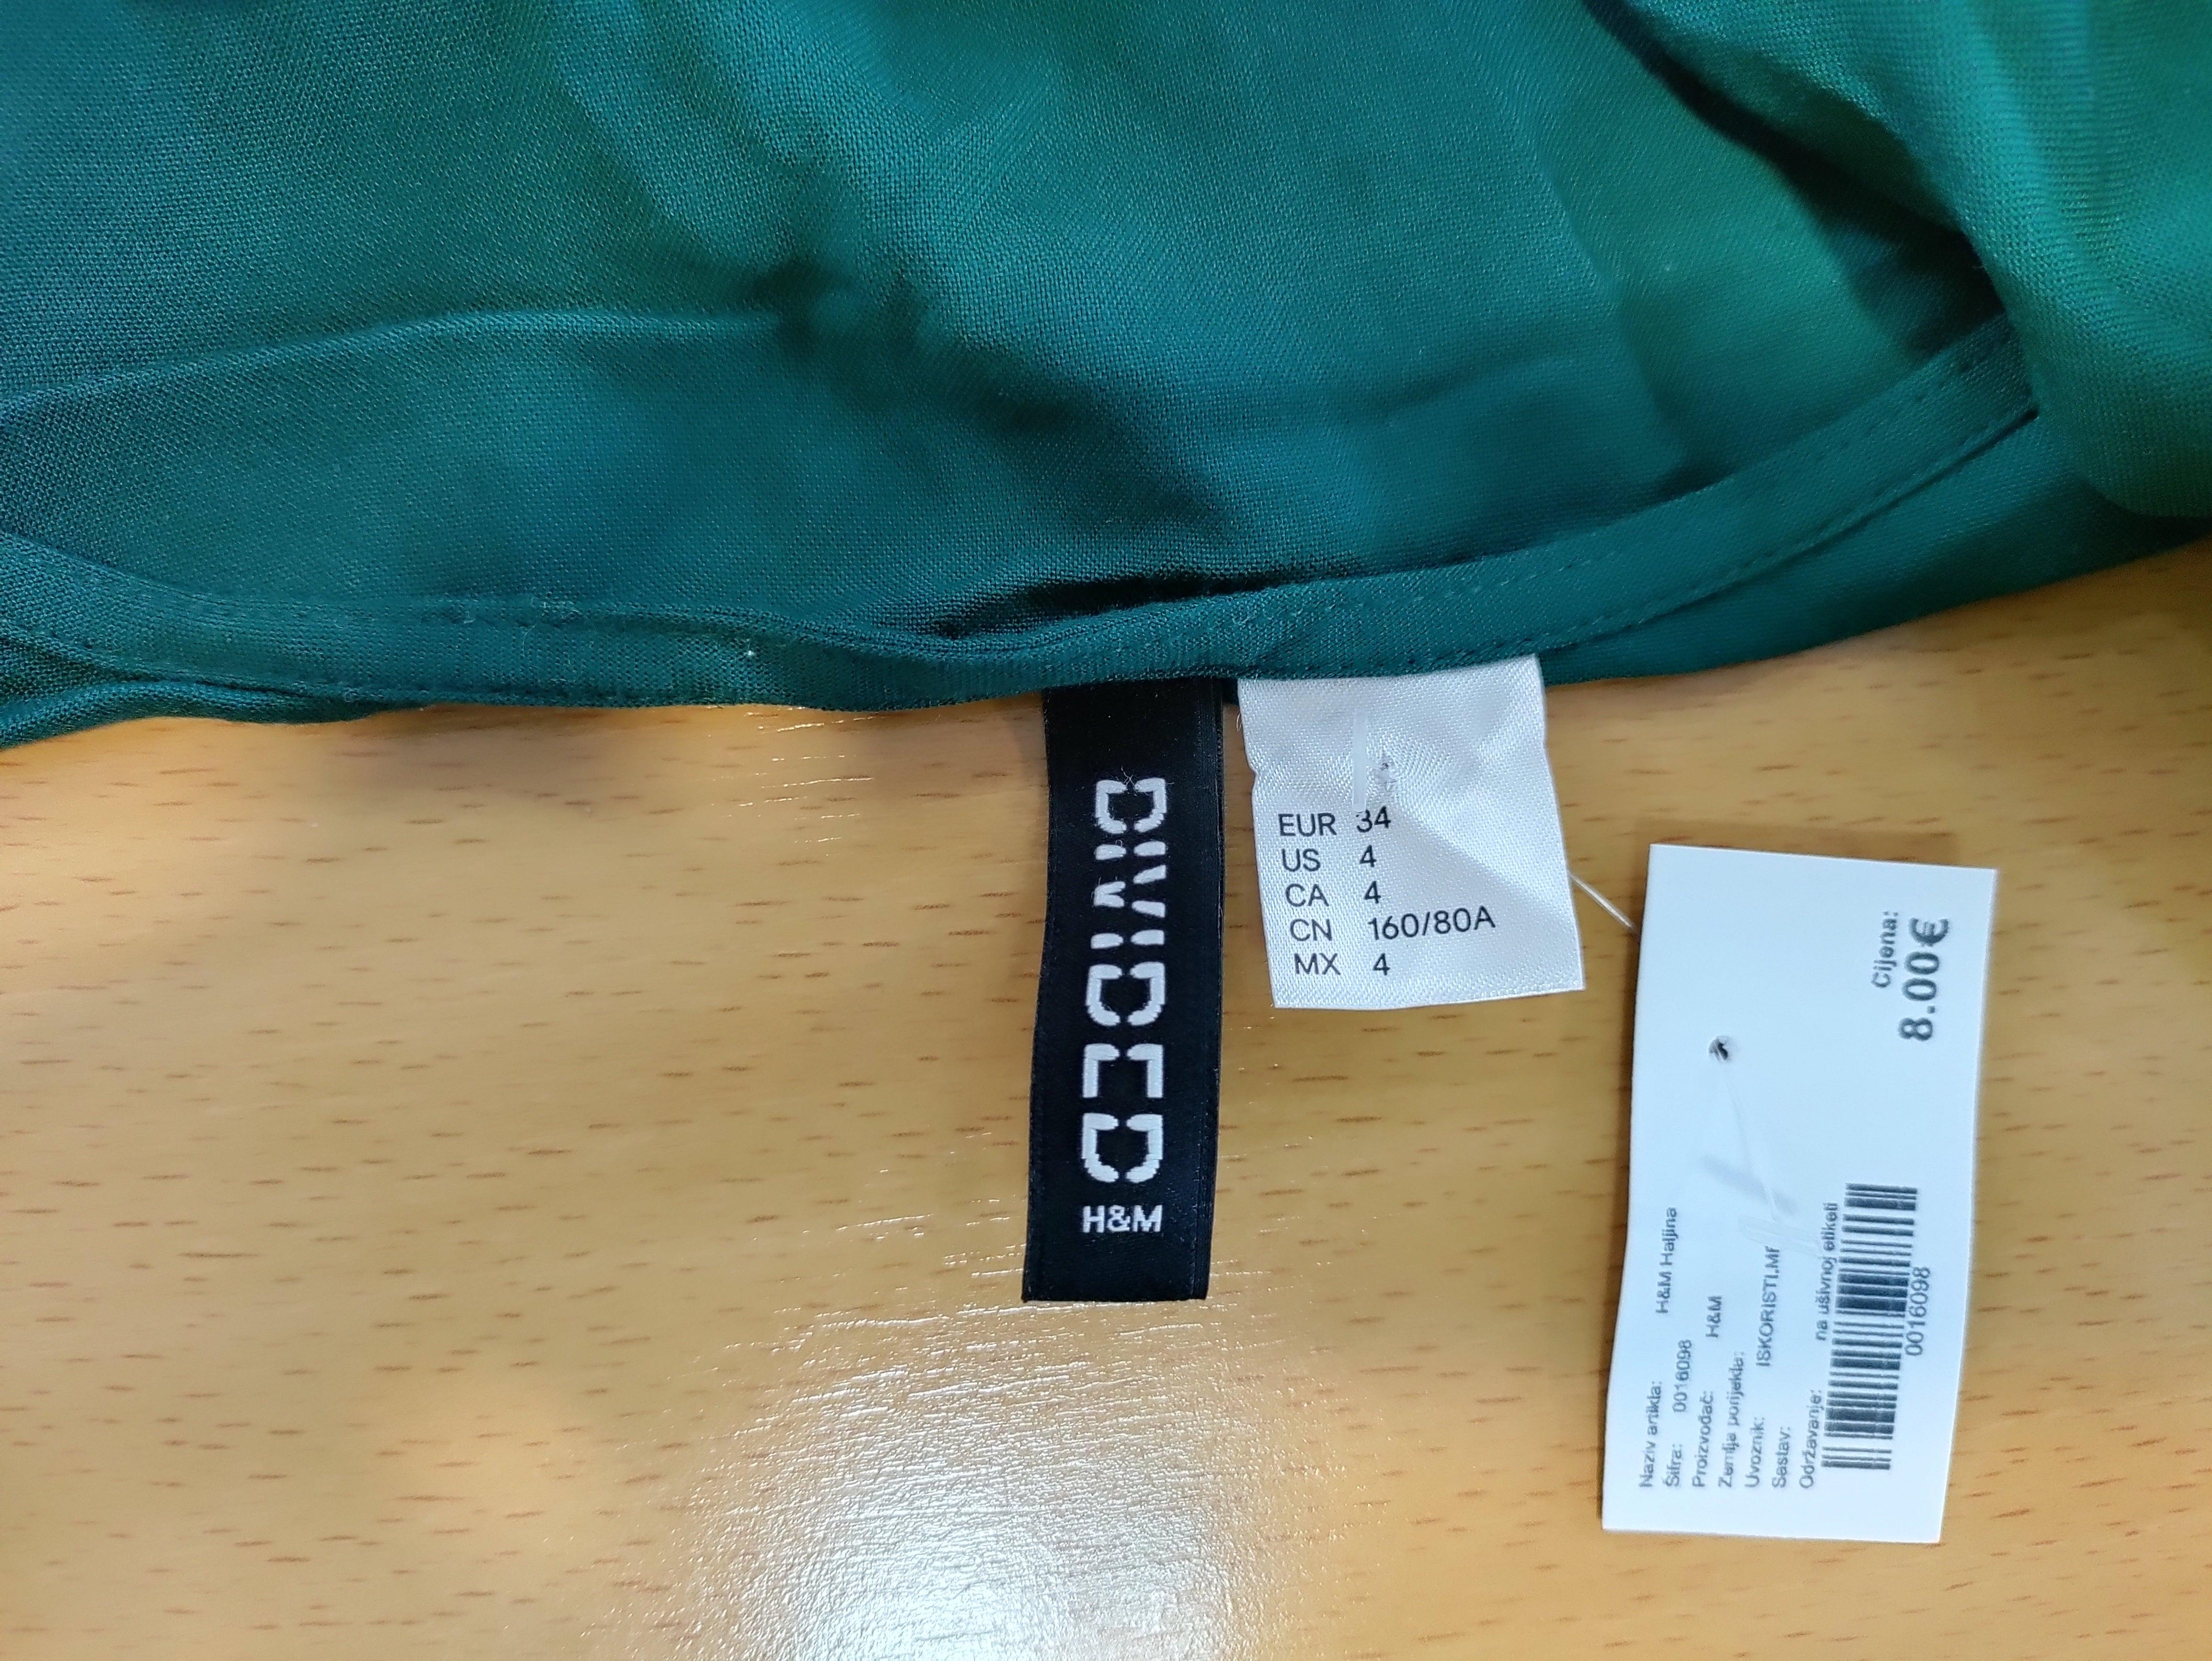 DIVIDED
H&M
EUR 34
US 4
CA 4
CN 160/80A
MX 4
Cijena:
8.00€
Naziv artikla: H&M Haljina
Šifra: 0016098
Proizvođač: H&M
Zemlja porijekla:
Uvoznik: ISKORISTI.ME
Sastav:
Održavanje: na ušivnoj etiketi
0016098